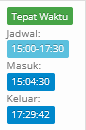 Tepat Waktu
Jadwal:
15:00-17:30
Masuk:
15:04:30
Keluar:
17:29:42